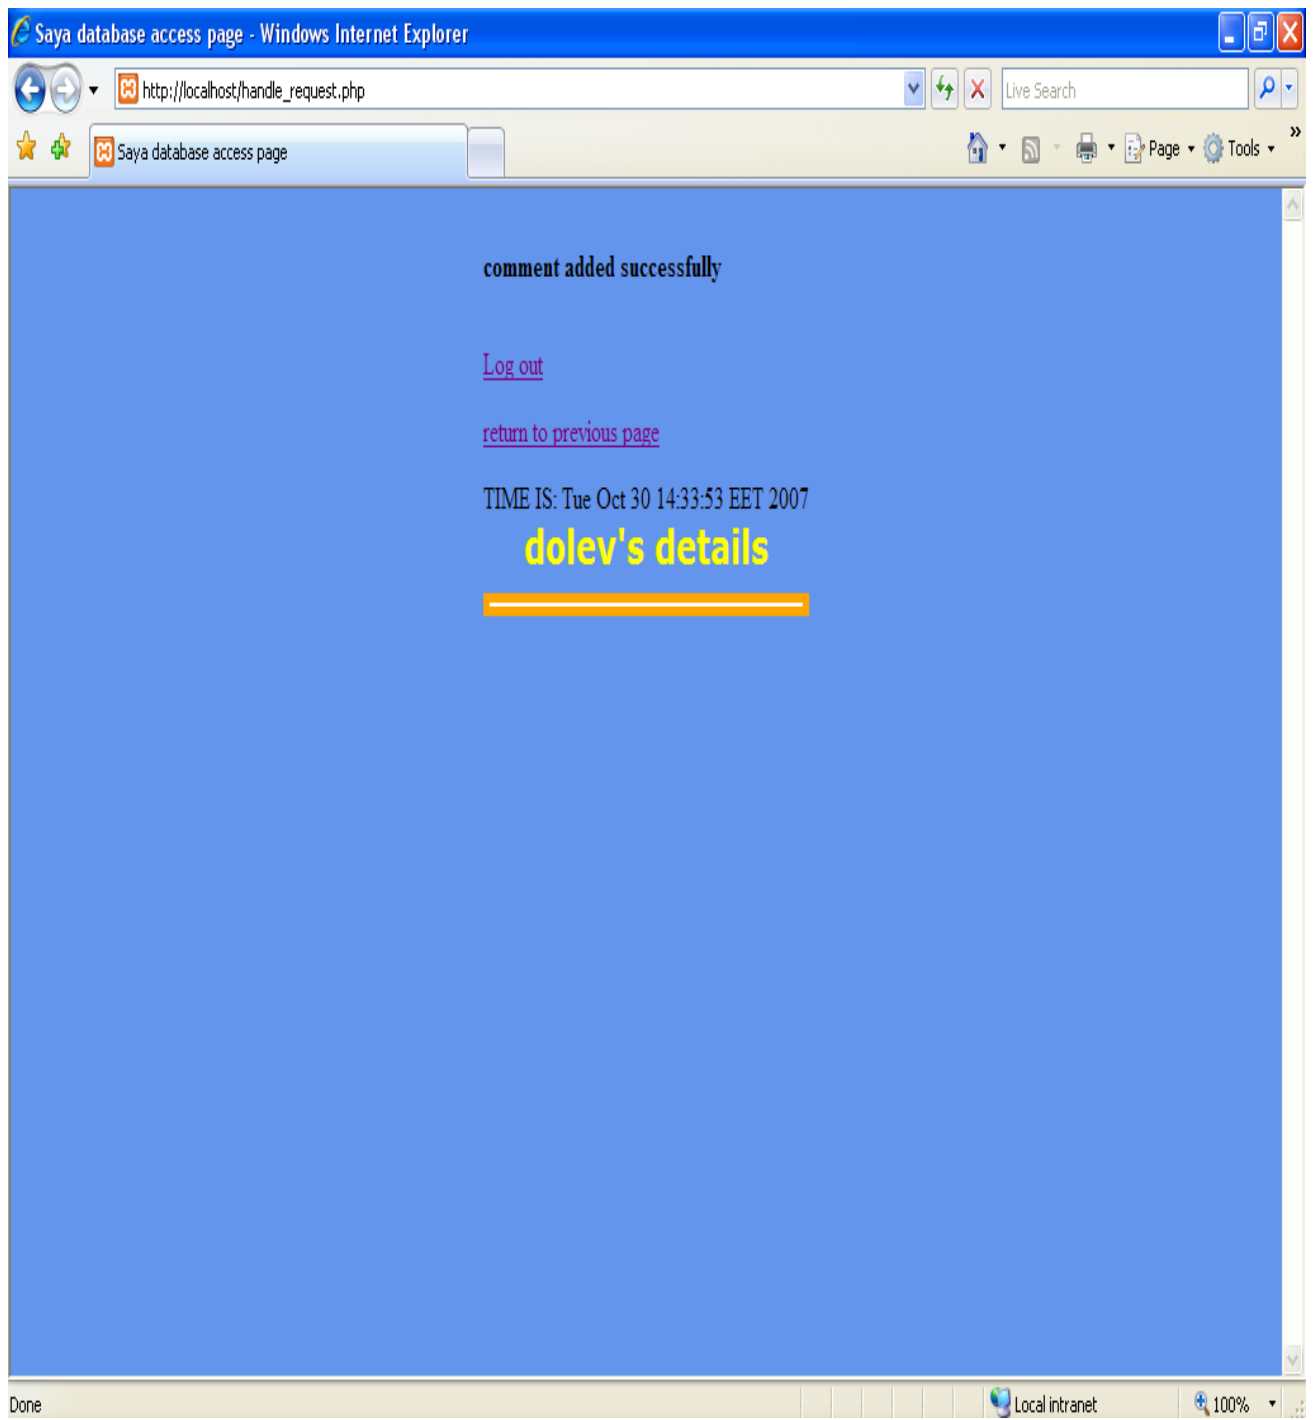 Saya database access page - Windows Internet Explorer
http://localhost/handle_request.php
Live Search
Saya database access page
Page
Tools
comment added successfully
Log out
return to previous page
TIME IS: Tue Oct 30 14:33:53 EET 2007
dolev's details
Done
Local intranet
100%